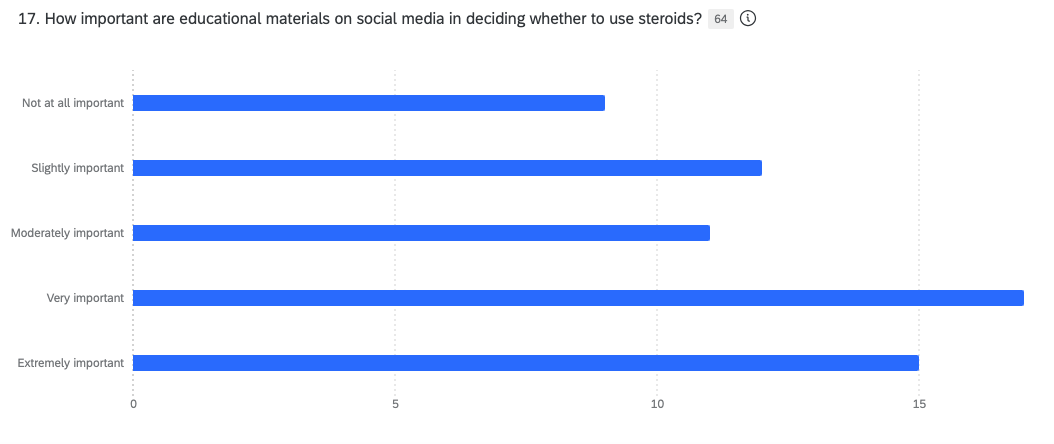 17. How important are educational materials on social media in deciding whether to use steroids? 64
Not at all important
Slightly important
Moderately important
Very important
Extremely important
0 5 10 15